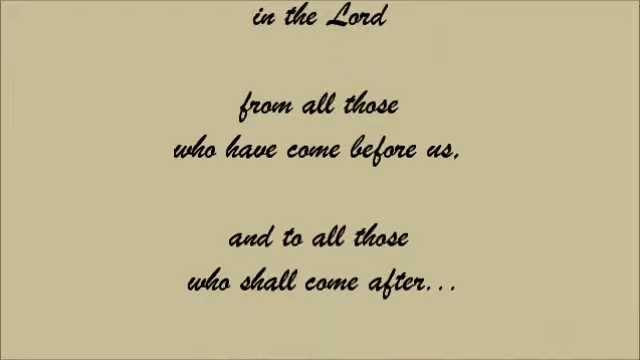 in the Lord
from all those
who have come before us,
and to all those
who shall come after...